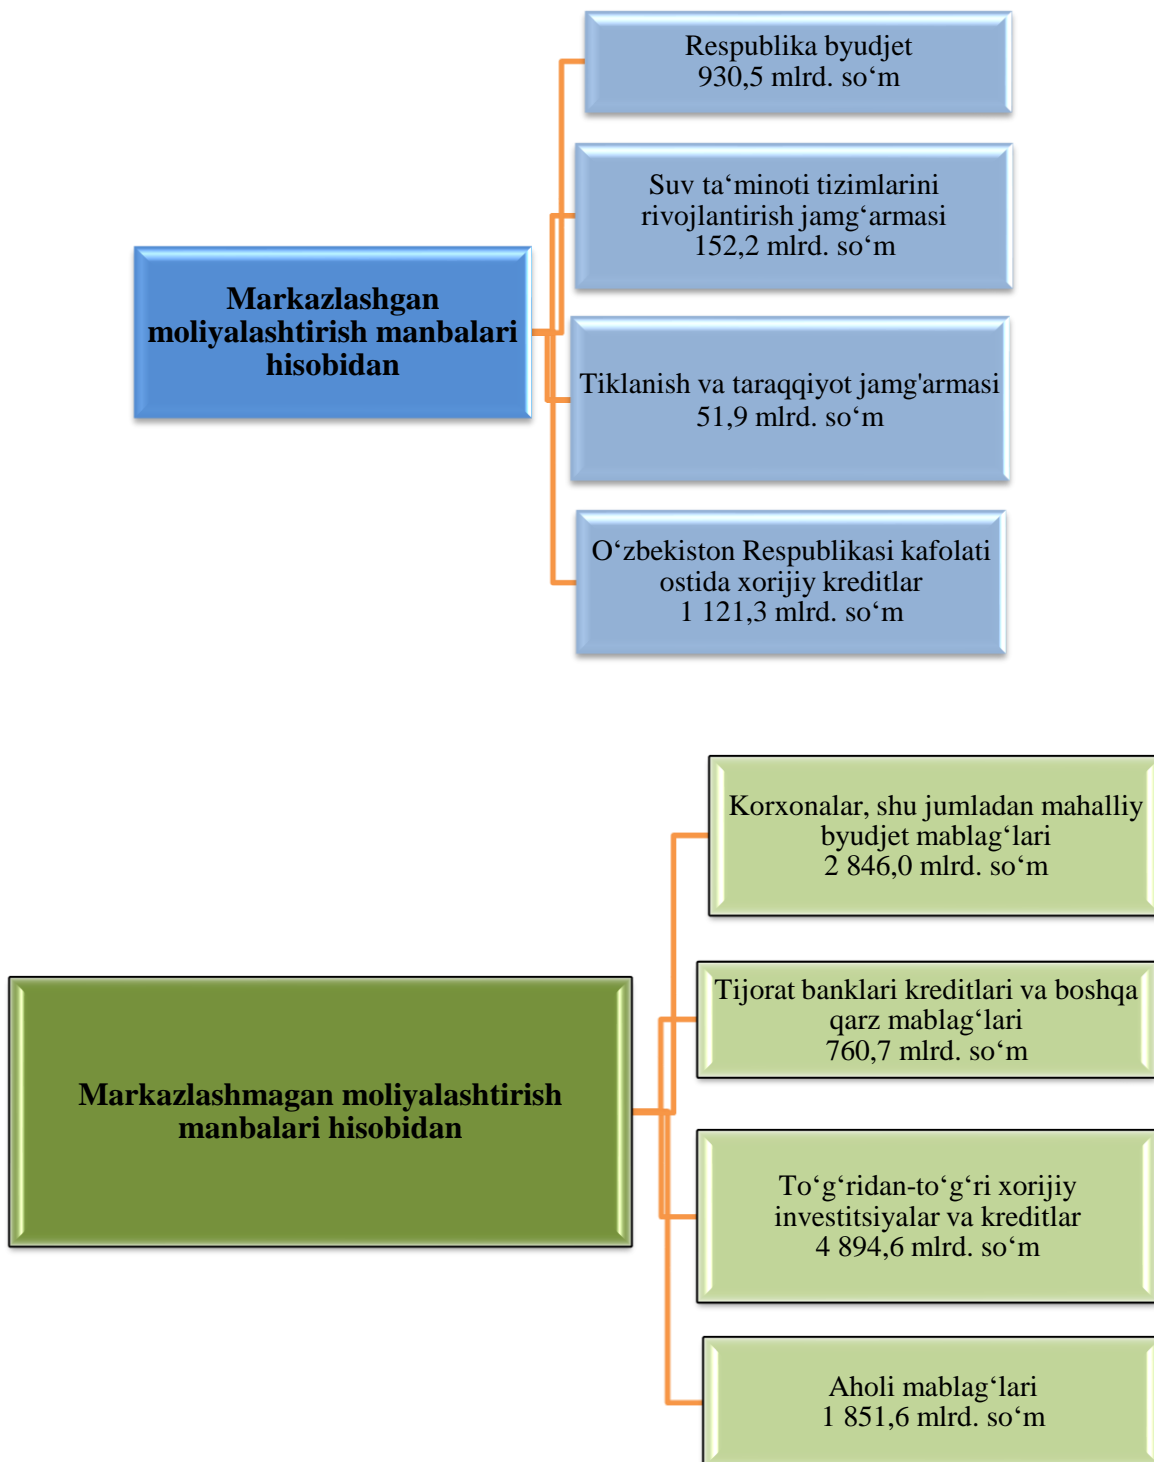 Respublika byudjet
930,5 mlrd. so‘m
Suv ta‘minoti tizimlarini
rivojlantirish jamg‘armasi
152,2 mlrd. so‘m
Markazlashgan
moliyalashtirish manbalari
hisobidan
Tiklanish va taraqqiyot jamg'armasi
51,9 mlrd. so‘m
O‘zbekiston Respublikasi kafolati
ostida xorijiy kreditlar
1 121,3 mlrd. so‘m
Korxonalar, shu jumladan mahalliy
byudjet mablag‘lari
2 846,0 mlrd. so‘m
Tijorat banklari kreditlari va boshqa
qarz mablag‘lari
760,7 mlrd. so‘m
Markazlashmagan moliyalashtirish
manbalari hisobidan
To‘g‘ridan-to‘g‘ri xorijiy
investitsiyalar va kreditlar
4 894,6 mlrd. so‘m
Aholi mablag‘lari
1 851,6 mlrd. so‘m